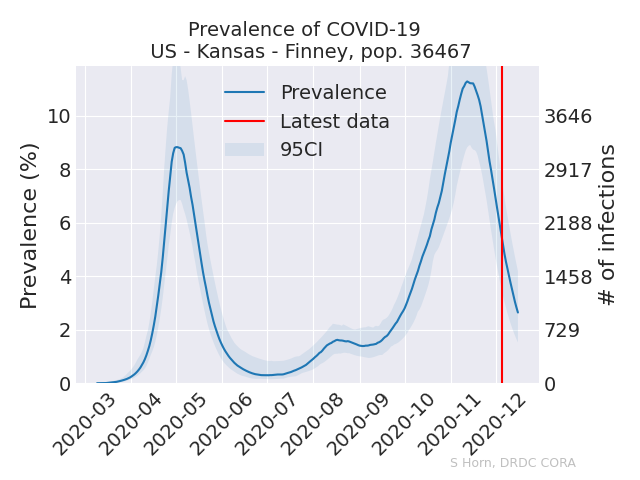 Prevalence of COVID-19
US - Kansas - Finney, pop. 36467
Prevalence
Latest data
95CI
Prevalence (%)
10
8
6
4
2
0
3646
2917
2188
1458
729
0
# of infections
2020-03
2020-04
2020-05
2020-06
2020-07
2020-08
2020-09
2020-10
2020-11
2020-12
S Horn, DRDC CORA